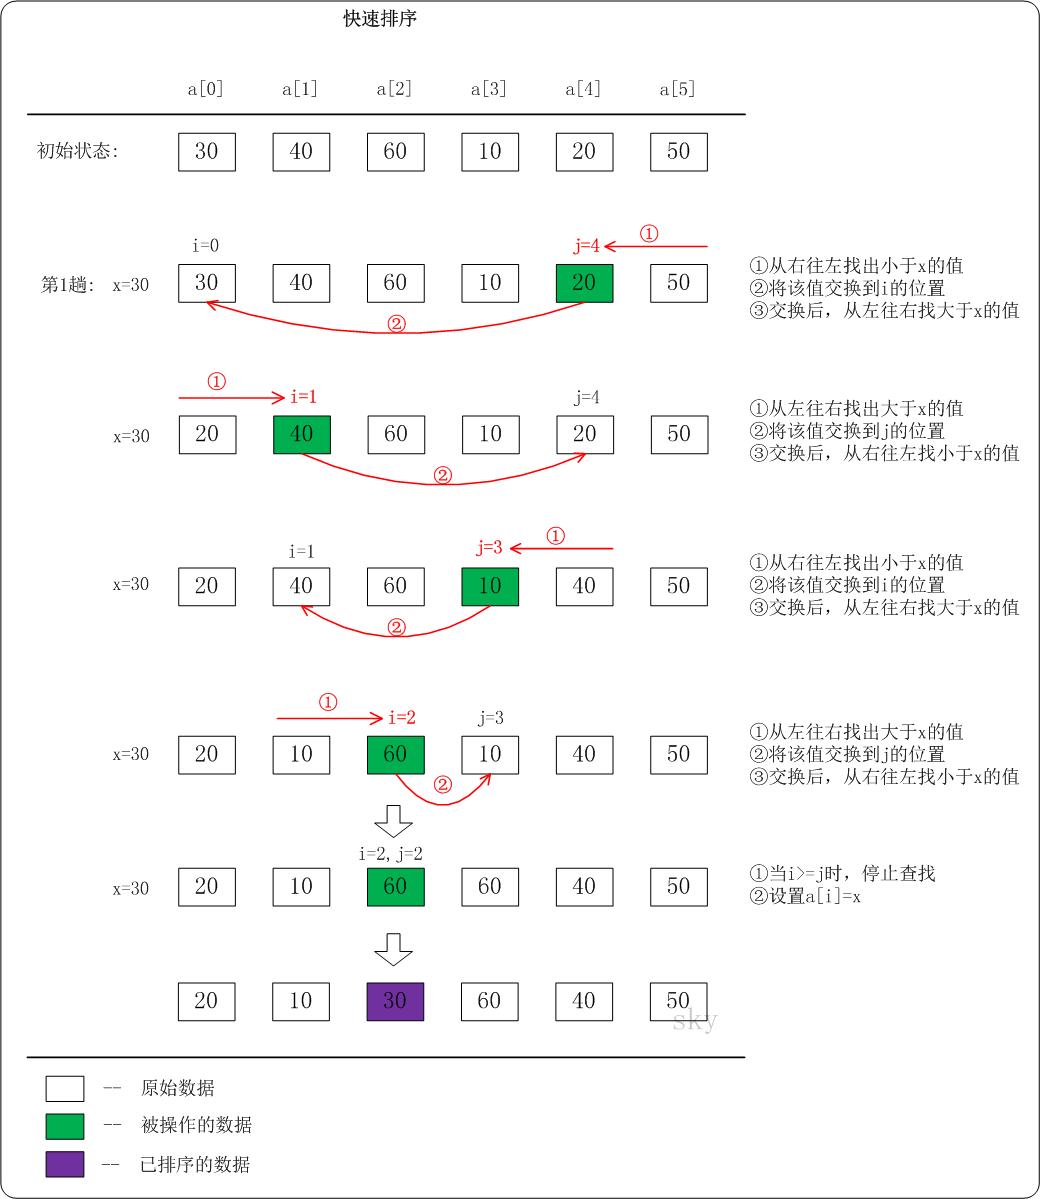 快速排序
a[0] a[1] a[2] a[3] a[4] a[5]
初始状态: 30 40 60 10 20 50
i=0 j=4 ①
第1趟: x=30 30 40 60 10 20 50
②
①从右往左找出小于x的值
②将该值交换到i的位置
③交换后，从左往右找大于x的值
① i=1 j=4
x=30 20 40 60 10 20 50
②
①从左往右找出大于x的值
②将该值交换到j的位置
③交换后，从右往左找小于x的值
i=1 j=3 ①
x=30 20 40 60 10 40 50
②
①从右往左找出小于x的值
②将该值交换到i的位置
③交换后，从左往右找大于x的值
① i=2 j=3
x=30 20 10 60 10 40 50
②
①从左往右找出大于x的值
②将该值交换到j的位置
③交换后，从右往左找小于x的值
i=2, j=2
x=30 20 10 60 60 40 50
①当i>=j时，停止查找
②设置a[i]=x
20 10 30 60 40 50
sky
-- 原始数据
-- 被操作的数据
-- 已排序的数据